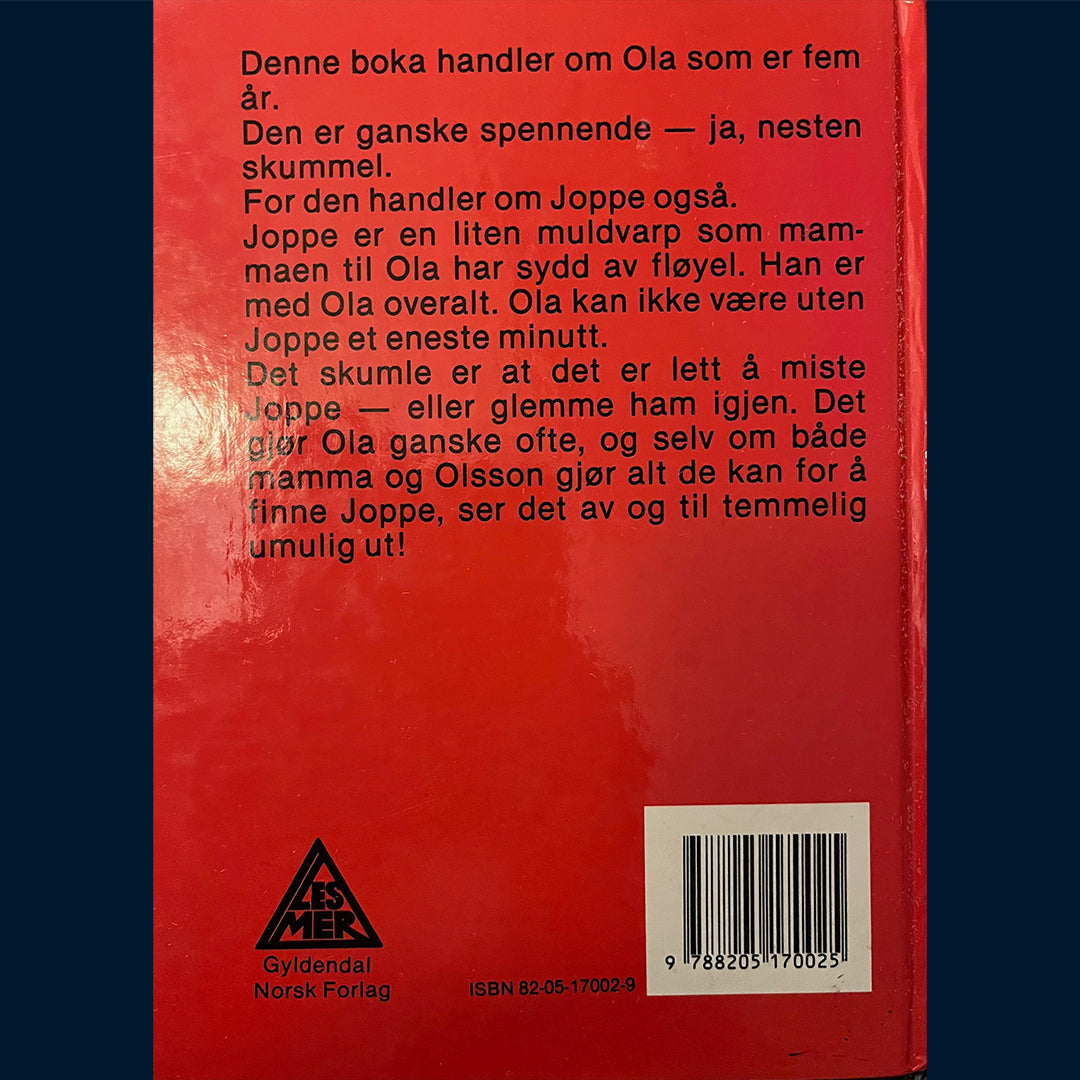 Denne boka handler om Ola som er fem
år.
Den er ganske spennende — ja, nesten
skummel.
For den handler om Joppe også.
Joppe er en liten muldvarp som mam-
maen til Ola har sydd av fløyel. Han er
med Ola overalt. Ola kan ikke være uten
Joppe et eneste minutt.
Det skumle er at det er lett å miste
Joppe — eller glemme ham igjen. Det
gjør Ola ganske ofte, og selv om både
mamma og Olsson gjør alt de kan for å
finne Joppe, ser det av og til temmelig
umulig ut!
LES
MER
Gyldendal
Norsk Forlag
ISBN 82-05-17002-9
9 788205 170025